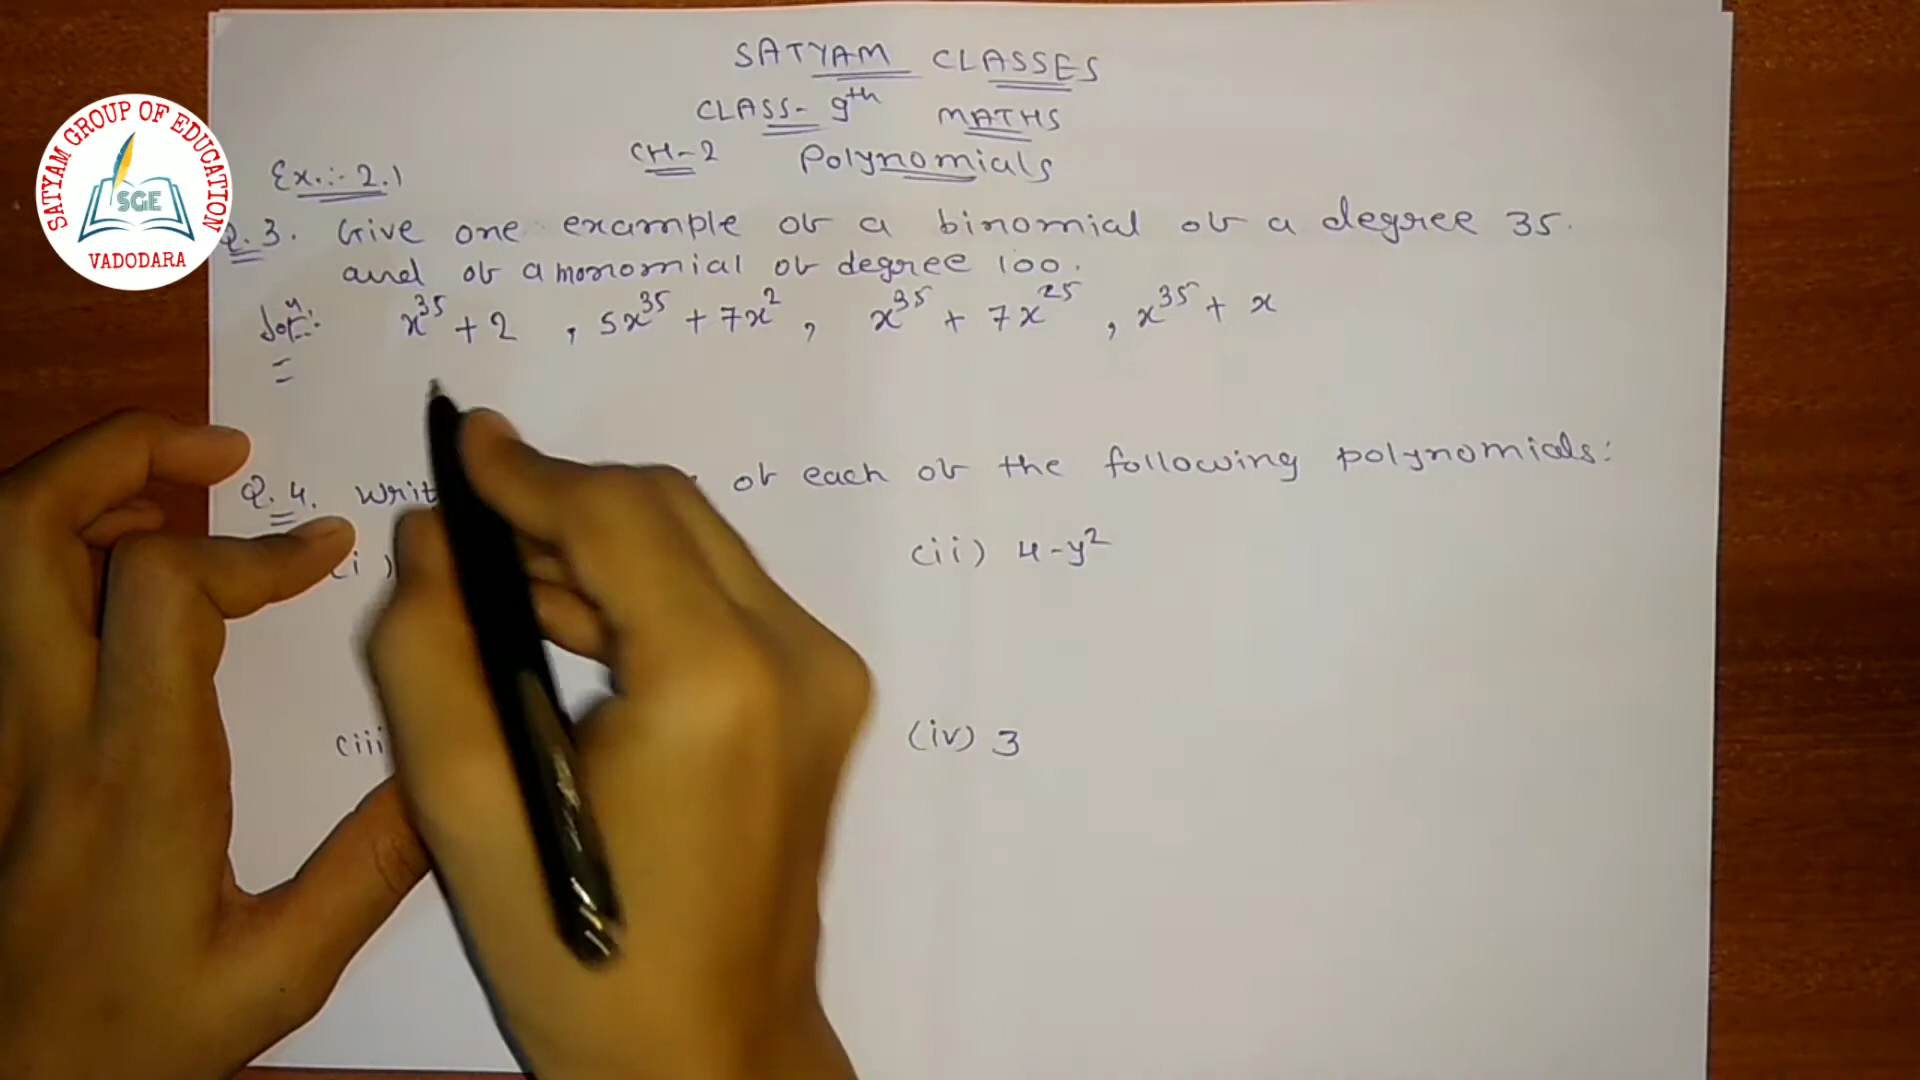 SATYAM CLASSES
CLASS- 9th MATHS
CH-2 Polynomials
SATYAM GROUP OF EDUCATION
SGE
VADODARA
Ex.:- 2.1
Q.3. Give one example of a binomial of a degree 35.
and of a monomial of degree 100.
Soln: x^35 + 2 , 5x^35 + 7x^2 , x^35 + 7x^25 , x^35 + x
Q.4. of each of the following polynomials:
(ii) 4-y^2
(iv) 3